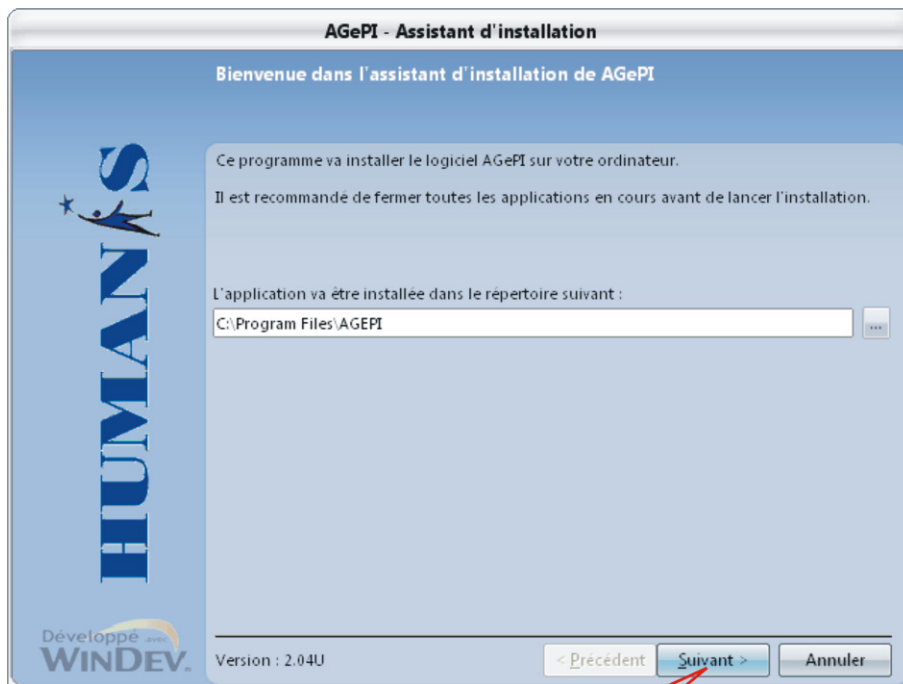 AGePI - Assistant d'installation
Bienvenue dans l'assistant d'installation de AGePI
Ce programme va installer le logiciel AGePI sur votre ordinateur.
Il est recommandé de fermer toutes les applications en cours avant de lancer l'installation.
L'application va être installée dans le répertoire suivant :
C:\Program Files\AGEPI
...
HUMANIS
Développé avec
WINDEV.
Version : 2.04U
< Précédent
Suivant >
Annuler